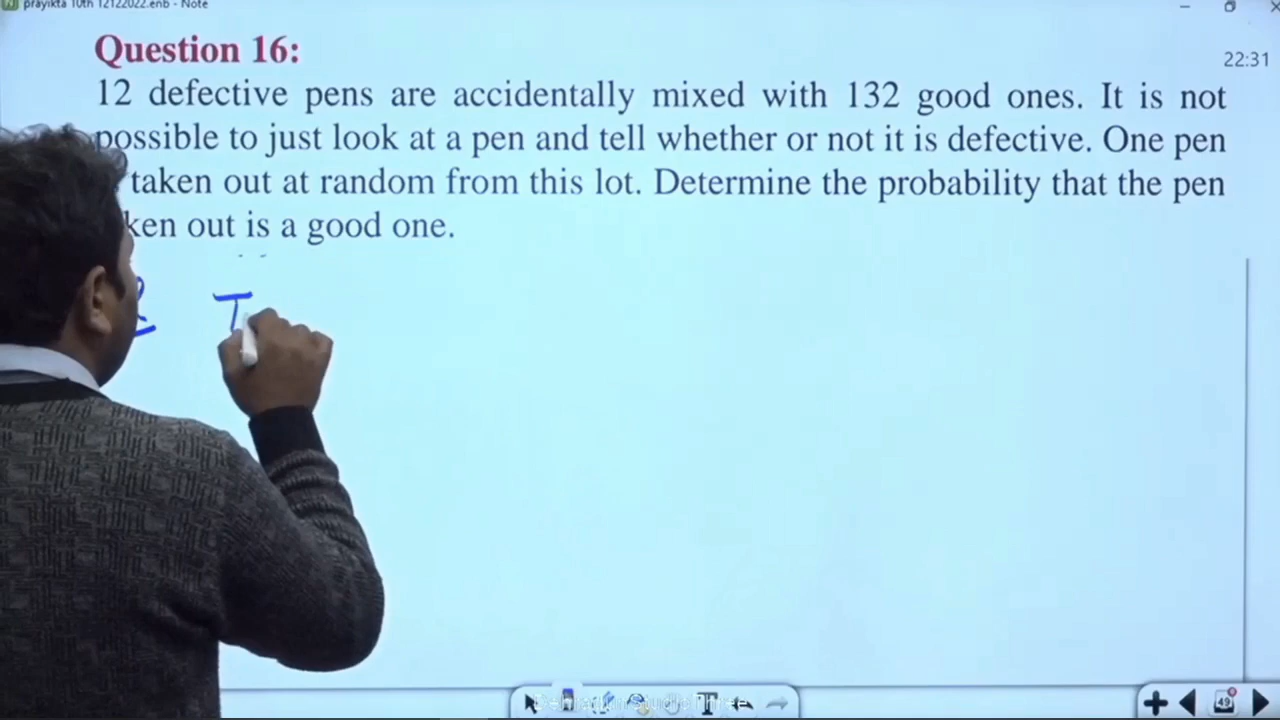 prayikta 10th 12122022.enb - Note
22:31
Question 16:
12 defective pens are accidentally mixed with 132 good ones. It is not
possible to just look at a pen and tell whether or not it is defective. One pen
taken out at random from this lot. Determine the probability that the pen
ken out is a good one.
T
49